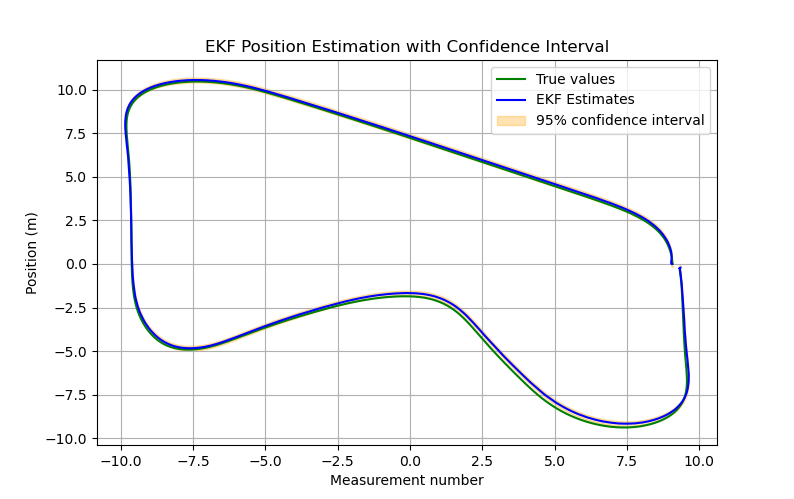 EKF Position Estimation with Confidence Interval
True values
EKF Estimates
95% confidence interval
10.0
7.5
5.0
2.5
0.0
−2.5
−5.0
−7.5
−10.0
Position (m)
−10.0 −7.5 −5.0 −2.5 0.0 2.5 5.0 7.5 10.0
Measurement number